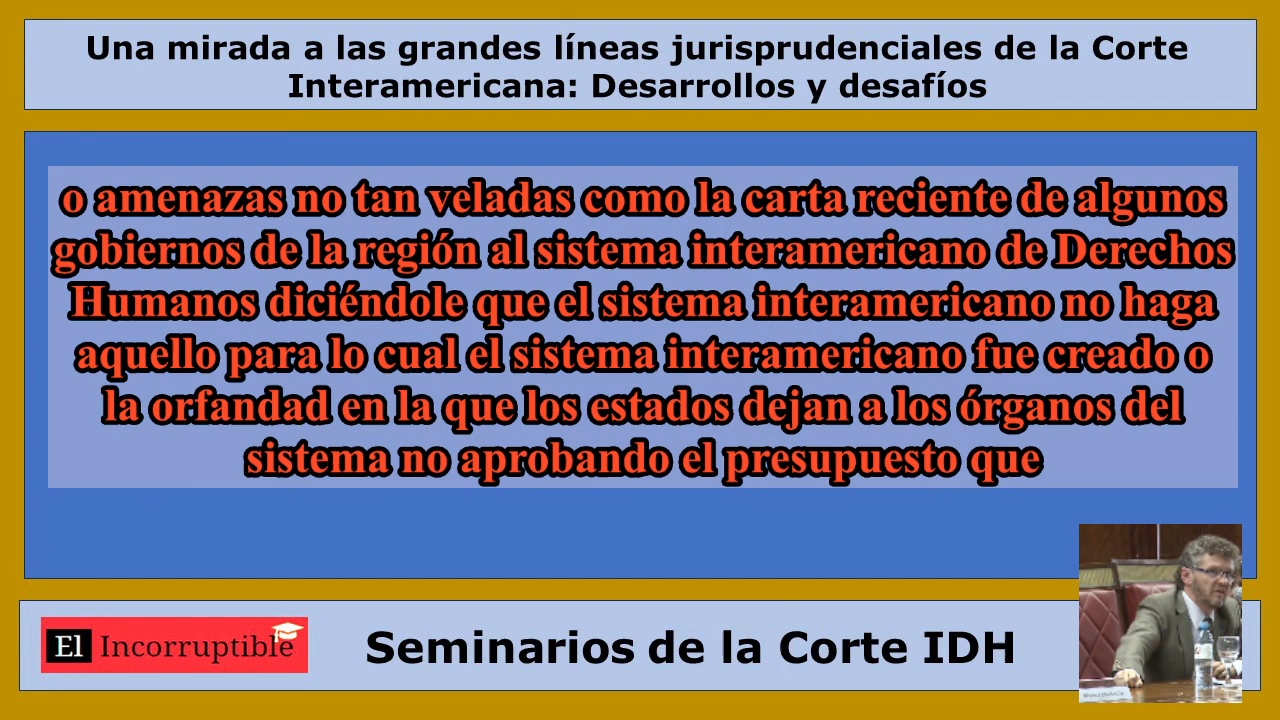 Una mirada a las grandes líneas jurisprudenciales de la Corte
Interamericana: Desarrollos y desafíos
o amenazas no tan veladas como la carta reciente de algunos
gobiernos de la región al sistema interamericano de Derechos
Humanos diciéndole que el sistema interamericano no haga
aquello para lo cual el sistema interamericano fue creado o
la orfandad en la que los estados dejan a los órganos del
sistema no aprobando el presupuesto que
El Incorruptible
Seminarios de la Corte IDH